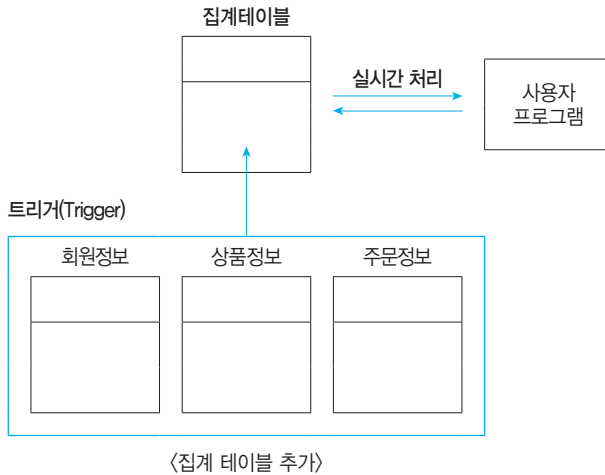 집계테이블
실시간 처리
사용자
프로그램
트리거(Trigger)
회원정보
상품정보
주문정보
〈집계 테이블 추가〉